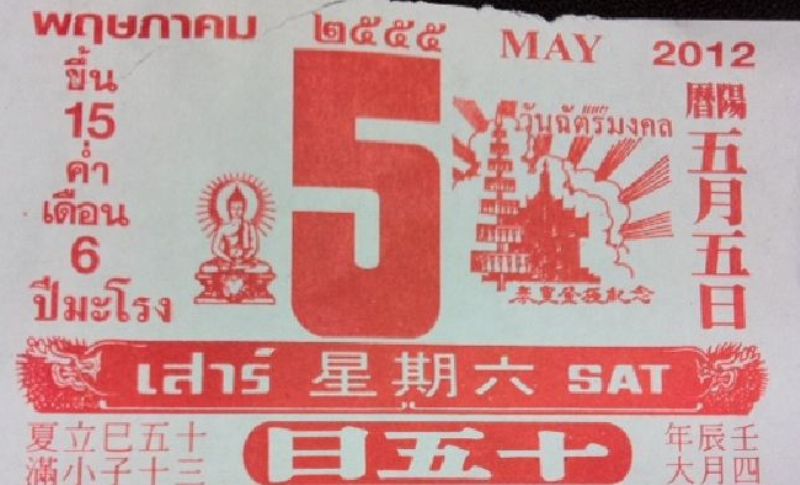 พฤษภาคม ๒๕๕๕ MAY 2012
ขึ้น
15
ค่ำ
เดือน
6
ปีมะโรง
5
วันฉัตรมงคล
陽曆
五月五日
เสาร์ 星期六 SAT
十五巳立夏
十三子小滿
十五日
壬辰年
四月大